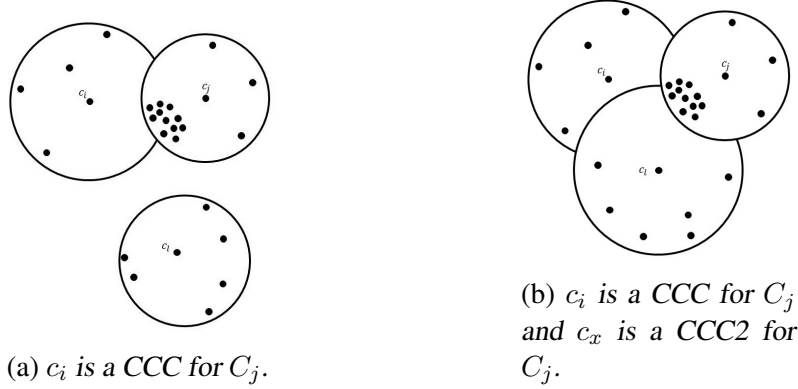 c_i
c_j
c_l
(a) c_i is a CCC for C_j.
c_i
c_j
c_l
(b) c_i is a CCC for C_j
and c_x is a CCC2 for
C_j.